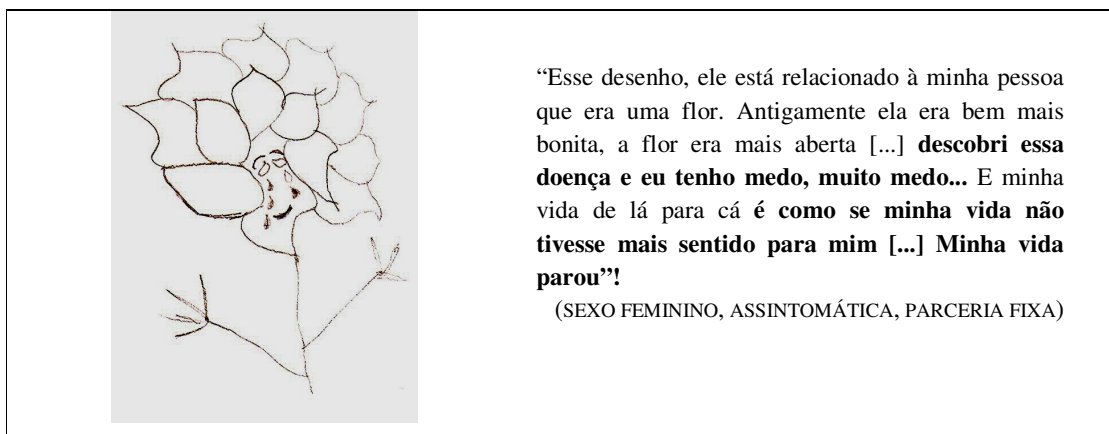 “Esse desenho, ele está relacionado à minha pessoa
que era uma flor. Antigamente ela era bem mais
bonita, a flor era mais aberta [...] descobri essa
doença e eu tenho medo, muito medo... E minha
vida de lá para cá é como se minha vida não
tivesse mais sentido para mim [...] Minha vida
parou”!
(SEXO FEMININO, ASSINTOMÁTICA, PARCERIA FIXA)